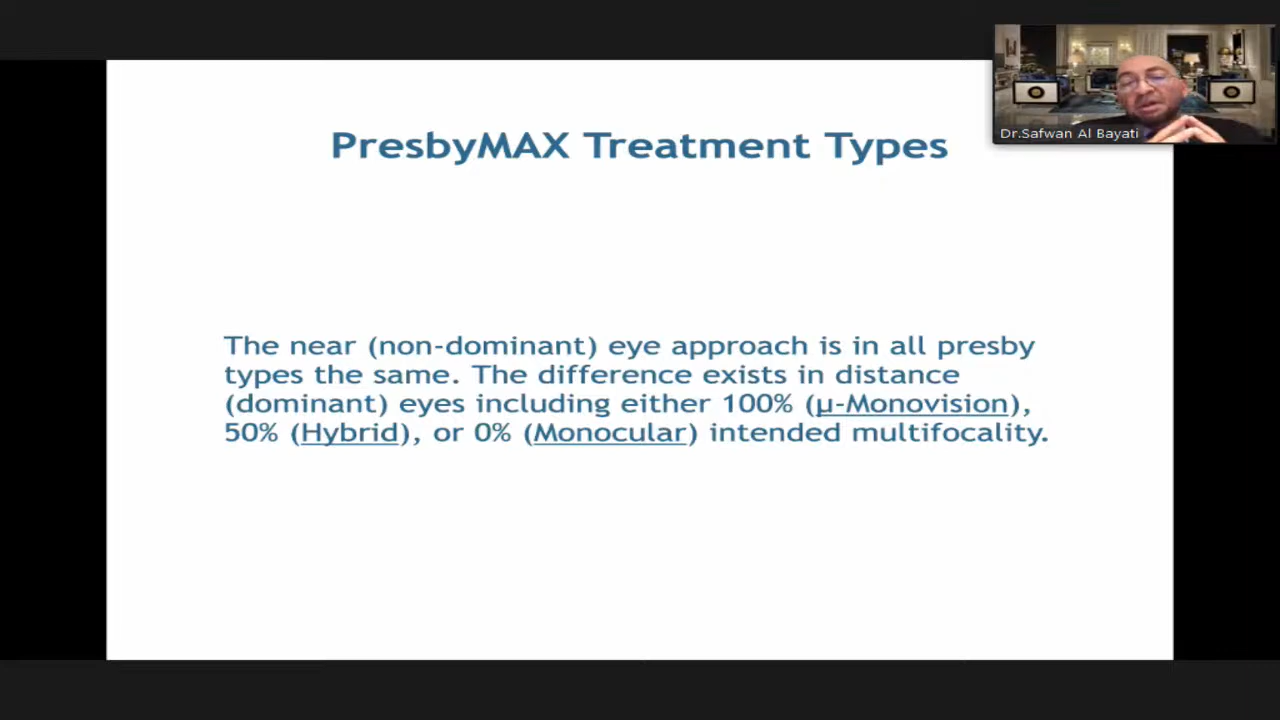 PresbyMAX Treatment Types
Dr.Safwan Al Bayati
The near (non-dominant) eye approach is in all presby
types the same. The difference exists in distance
(dominant) eyes including either 100% (µ-Monovision),
50% (Hybrid), or 0% (Monocular) intended multifocality.